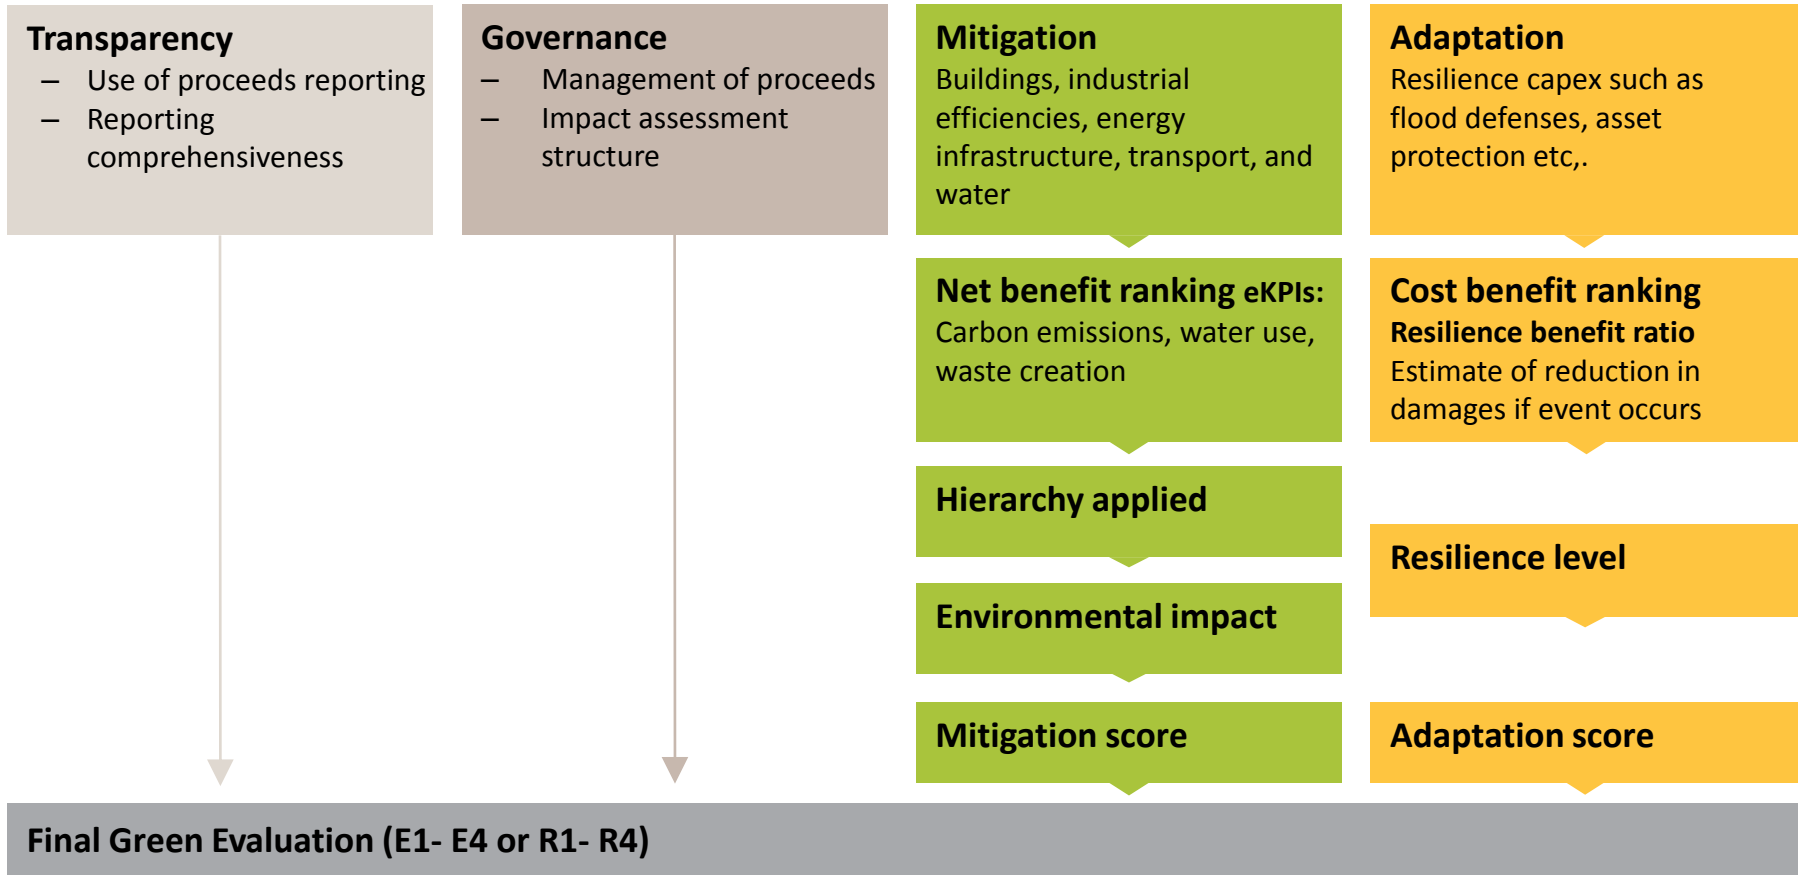 Transparency
– Use of proceeds reporting
– Reporting
comprehensiveness
Governance
– Management of proceeds
– Impact assessment
structure
Mitigation
Buildings, industrial
efficiencies, energy
infrastructure, transport, and
water
Adaptation
Resilience capex such as
flood defenses, asset
protection etc,.
Net benefit ranking eKPIs:
Carbon emissions, water use,
waste creation
Cost benefit ranking
Resilience benefit ratio
Estimate of reduction in
damages if event occurs
Hierarchy applied
Resilience level
Environmental impact
Mitigation score
Adaptation score
Final Green Evaluation (E1- E4 or R1- R4)